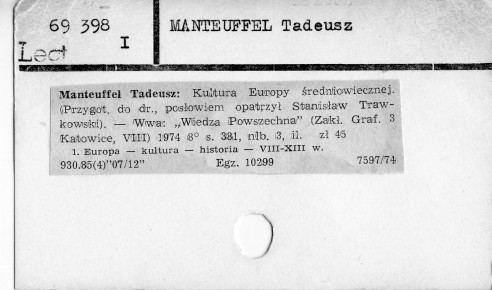 69 398
I
Lect
MANTEUFFEL Tadeusz
Manteuffel Tadeusz: Kultura Europy średniowiecznej.
(Przygot. do dr., posłowiem opatrzył Stanisław Traw-
kowski). — W-wa: „Wiedza Powszechna" (Zakł. Graf. 3
Katowice, VIII) 1974 8° s. 381, nlb. 3, il. zł 45
1. Europa — kultura — historia — VIII-XIII w.
930.85(4)"07/12" Egz. 10299 7597/74